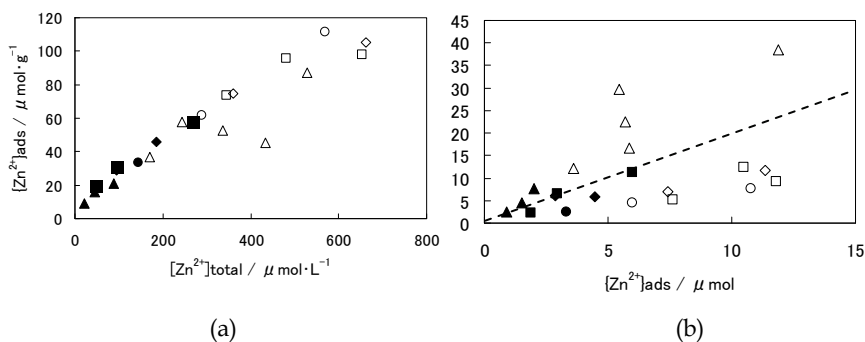 120
100
80
60
40
20
0
{Zn²⁺}ads / μmol·g⁻¹
0 200 400 600 800
[Zn²⁺]total / μmol·L⁻¹
(a)
45
40
35
30
25
20
15
10
5
0
0 5 10 15
{Zn²⁺}ads / μmol
(b)